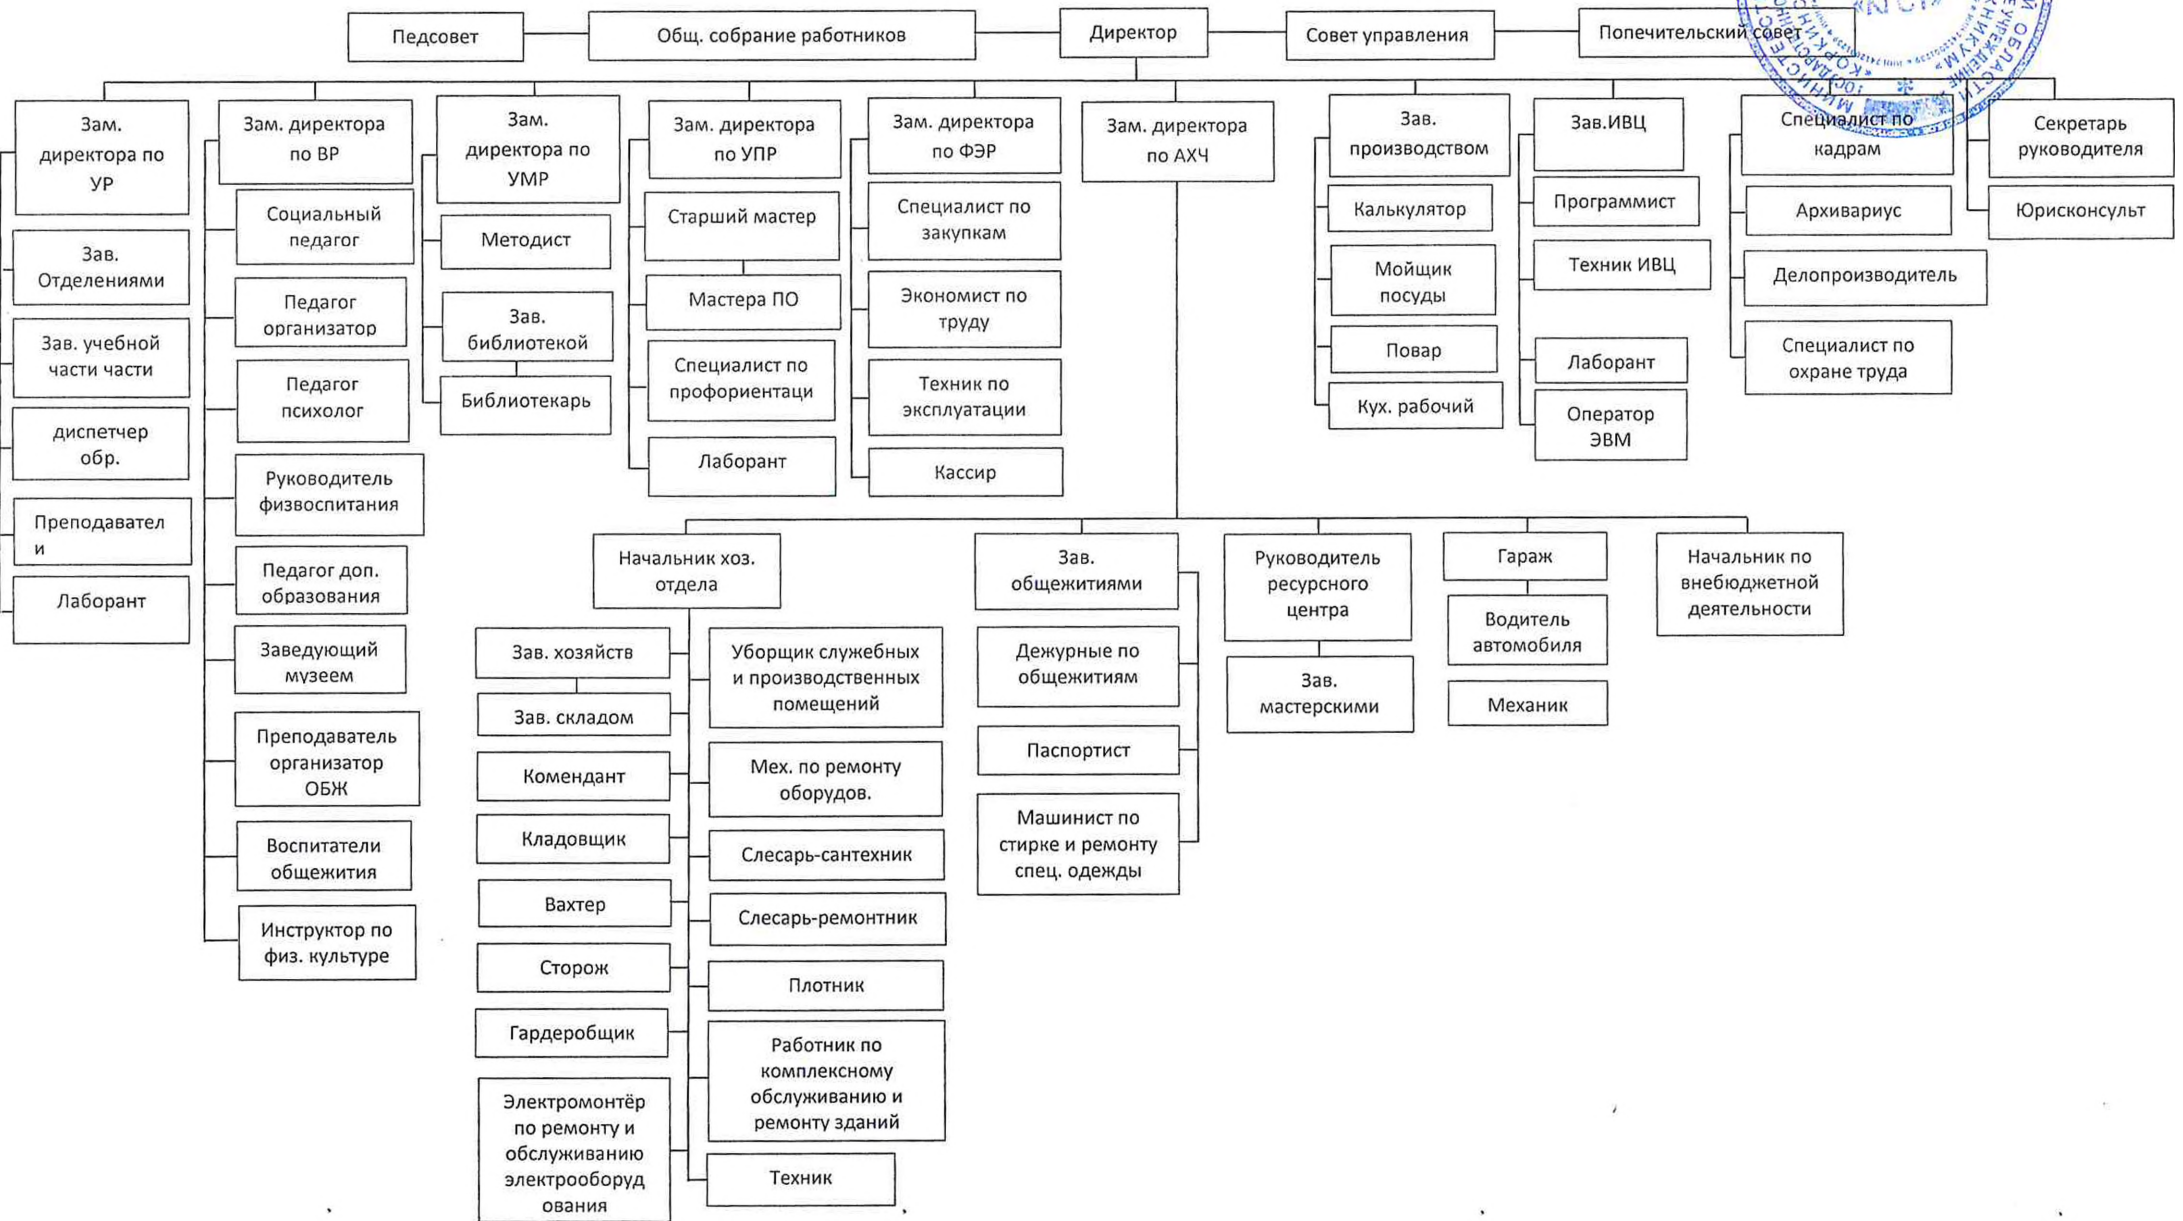 Педсовет
Общ. собрание работников
Директор
Совет управления
Попечительский совет
Зам.
директора по
УР
Зав.
Отделениями
Зав. учебной
части части
диспетчер
обр.
Преподавател
и
Лаборант
Зам. директора
по ВР
Социальный
педагог
Педагог
организатор
Педагог
психолог
Руководитель
физвоспитания
Педагог доп.
образования
Заведующий
музеем
Преподаватель
организатор
ОБЖ
Воспитатели
общежития
Инструктор по
физ. культуре
Зам.
директора по
УМР
Методист
Зав.
библиотекой
Библиотекарь
Зам. директора
по УПР
Старший мастер
Мастера ПО
Специалист по
профориентаци
Лаборант
Зам. директора
по ФЭР
Специалист по
закупкам
Экономист по
труду
Техник по
эксплуатации
Кассир
Зам. директора
по АХЧ
Зав.
производством
Калькулятор
Мойщик
посуды
Повар
Кух. рабочий
Зав.ИВЦ
Программист
Техник ИВЦ
Лаборант
Оператор
ЭВМ
Специалист по
кадрам
Архивариус
Делопроизводитель
Специалист по
охране труда
Секретарь
руководителя
Юрисконсульт
Начальник хоз.
отдела
Зав. хозяйств
Зав. складом
Комендант
Кладовщик
Вахтер
Сторож
Гардеробщик
Электромонтёр
по ремонту и
обслуживанию
электрооборуд
ования
Уборщик служебных
и производственных
помещений
Мех. по ремонту
оборудов.
Слесарь-сантехник
Слесарь-ремонтник
Плотник
Работник по
комплексному
обслуживанию и
ремонту зданий
Техник
Зав.
общежитиями
Дежурные по
общежитиям
Паспортист
Машинист по
стирке и ремонту
спец. одежды
Руководитель
ресурсного
центра
Зав.
мастерскими
Гараж
Водитель
автомобиля
Механик
Начальник по
внебюджетной
деятельности